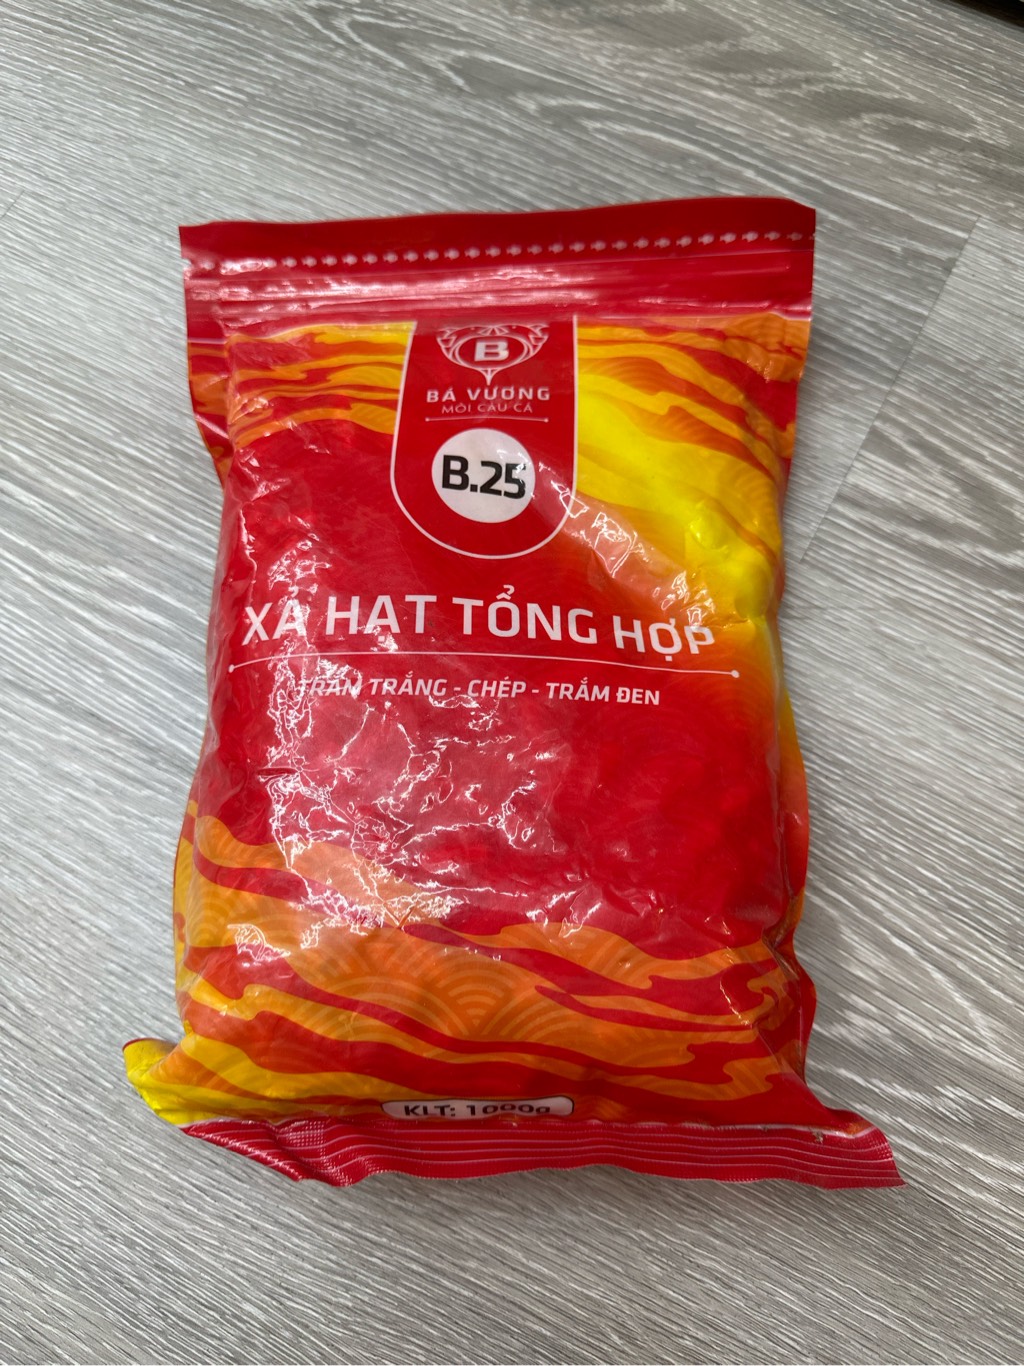 B
BÁ VƯƠNG
MỒI CÂU CÁ
B.25
XẢ HẠT TỔNG HỢP
TRẮM TRẮNG - CHÉP - TRẮM ĐEN
KLT: 1000g